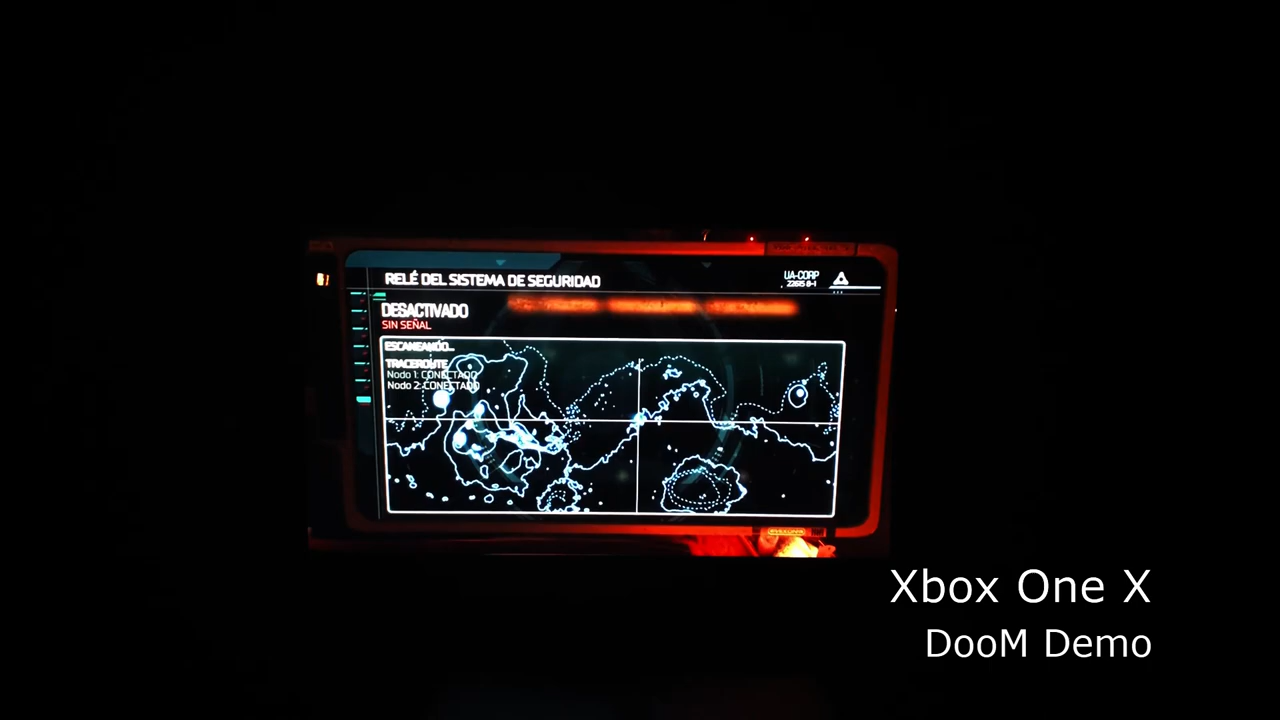 RELÉ DEL SISTEMA DE SEGURIDAD
UA-CORP
DESACTIVADO
SIN SEÑAL
ESCANEANDO...
TRACEROUTE
Nodo 1: CONECTADO
Nodo 2: CONECTADO
Xbox One X
DooM Demo